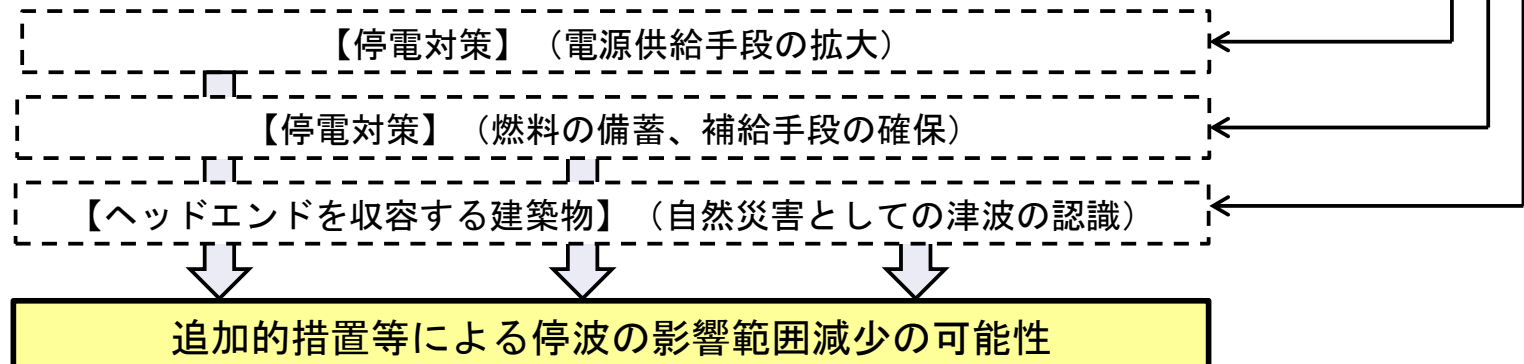 【停電対策】（電源供給手段の拡大）
【停電対策】（燃料の備蓄、補給手段の確保）
【ヘッドエンドを収容する建築物】（自然災害としての津波の認識）
追加的措置等による停波の影響範囲減少の可能性